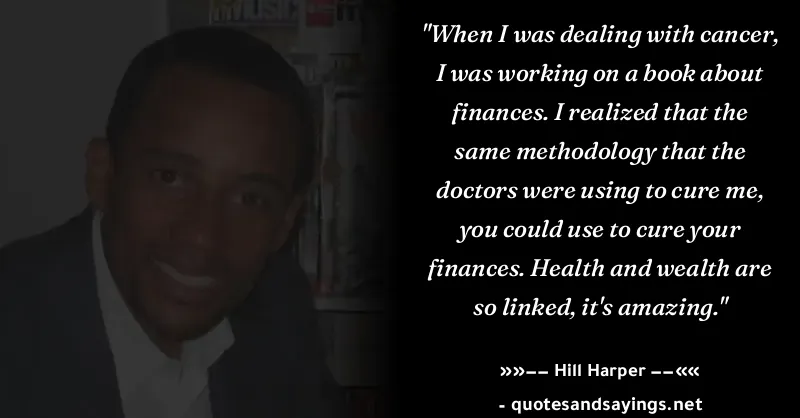 MUSIC
"When I was dealing with cancer,
I was working on a book about
finances. I realized that the
same methodology that the
doctors were using to cure me,
you could use to cure your
finances. Health and wealth are
so linked, it's amazing."
»»−− Hill Harper −−««
- quotesandsayings.net